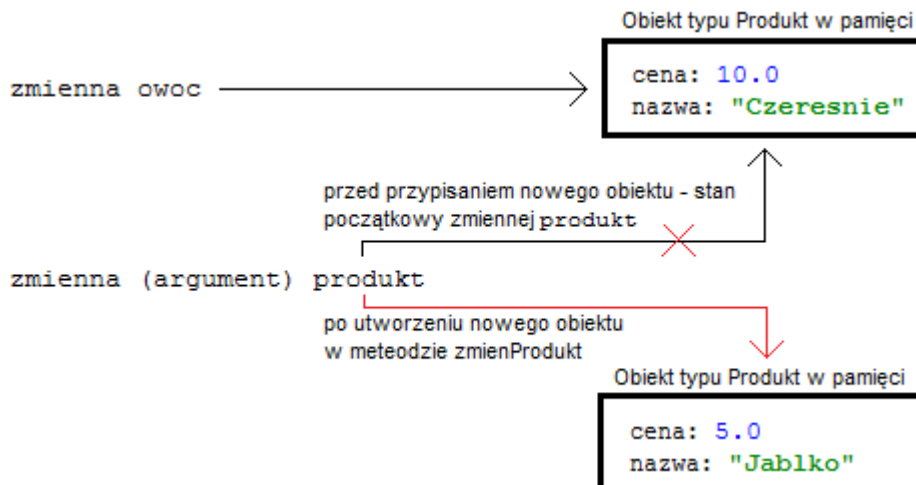 Obiekt typu Produkt w pamięci
cena: 10.0
nazwa: "Czeresnie"
zmienna owoc
przed przypisaniem nowego obiektu - stan
początkowy zmiennej produkt
zmienna (argument) produkt
po utworzeniu nowego obiektu
w meteodzie zmienProdukt
Obiekt typu Produkt w pamięci
cena: 5.0
nazwa: "Jablko"